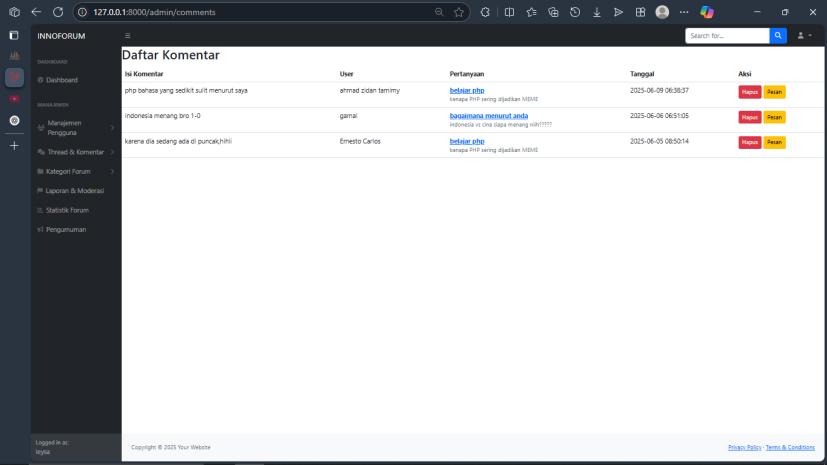 127.0.0.1:8000/admin/comments
INNOFORUM
Search for...
DASHBOARD
Dashboard
MANAJEMEN
Manajemen
Pengguna
Thread & Komentar
Kategori Forum
Laporan & Moderasi
Statistik Forum
Pengumuman
Logged in as:
leysa
Daftar Komentar
Isi Komentar User Pertanyaan Tanggal Aksi
php bahasa yang sedikit sulit menurut saya ahmad zidan tamimy belajar php 2025-06-09 06:38:37 Hapus Pesan
kenapa PHP sering dijadikan MEME
indonesia menang bro 1-0 gamal bagaimana menurut anda 2025-06-06 06:51:05 Hapus Pesan
indonesia vs cina siapa menang niih?????
karena dia sedang ada di puncak,hihii Ernesto Carlos belajar php 2025-06-05 08:50:14 Hapus Pesan
kenapa PHP sering dijadikan MEME
Copyright © 2025 Your Website Privacy Policy · Terms & Conditions